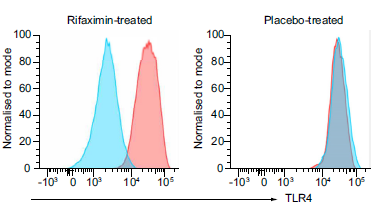 Rifaximin-treated
Normalised to mode
100
80
60
40
20
0
-10³ 0 10³ 10⁴ 10⁵
Placebo-treated
Normalised to mode
100
80
60
40
20
0
-10³ 0 10³ 10⁴ 10⁵
TLR4